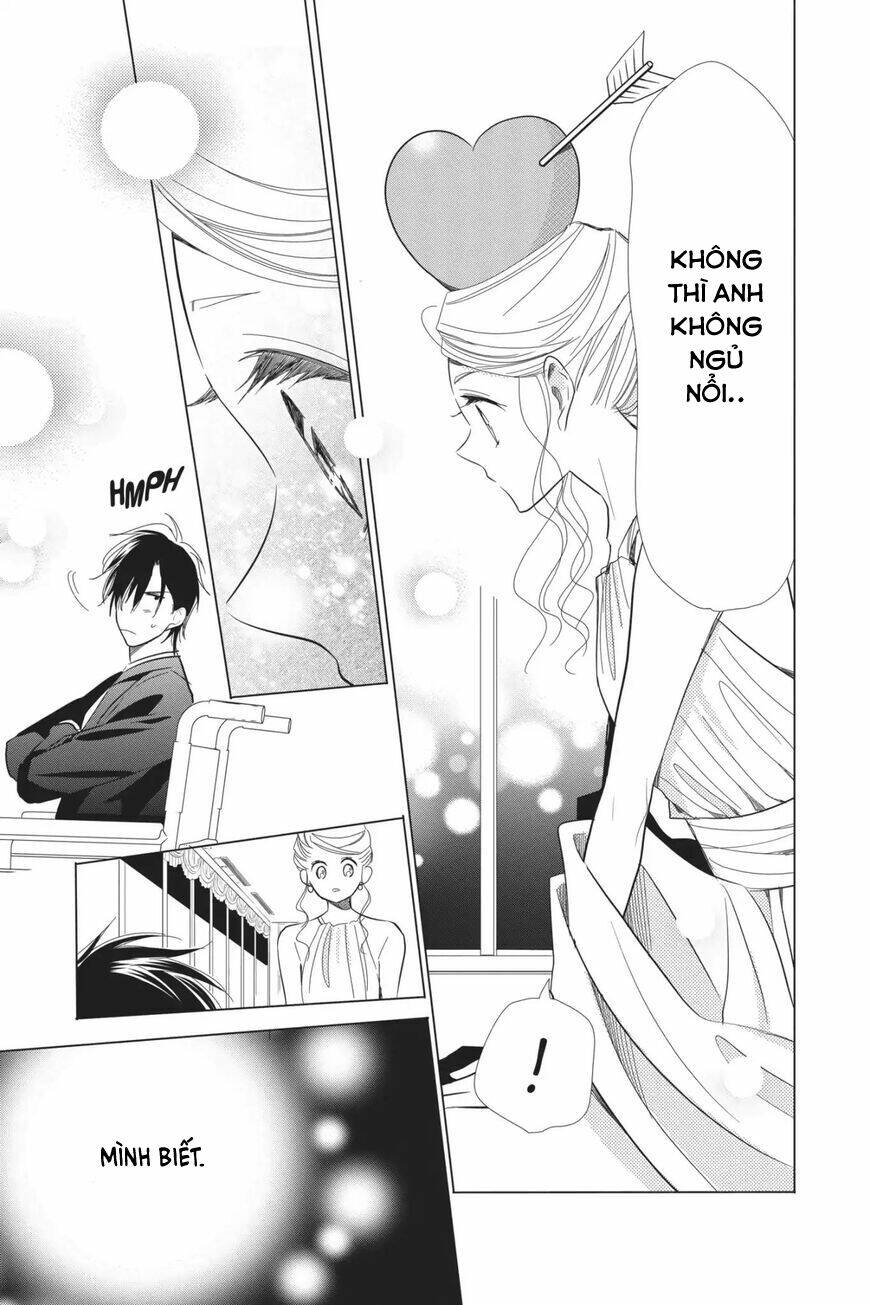 KHÔNG
THÌ ANH
KHÔNG
NGỦ
NỔI..
!
HMPH
MÌNH BIẾT.